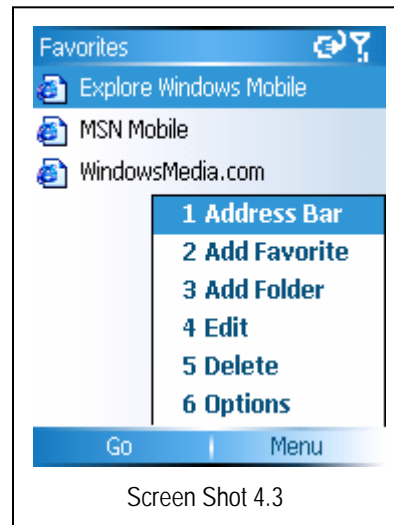 Favorites
Explore Windows Mobile
MSN Mobile
WindowsMedia.com
1 Address Bar
2 Add Favorite
3 Add Folder
4 Edit
5 Delete
6 Options
Go Menu
Screen Shot 4.3